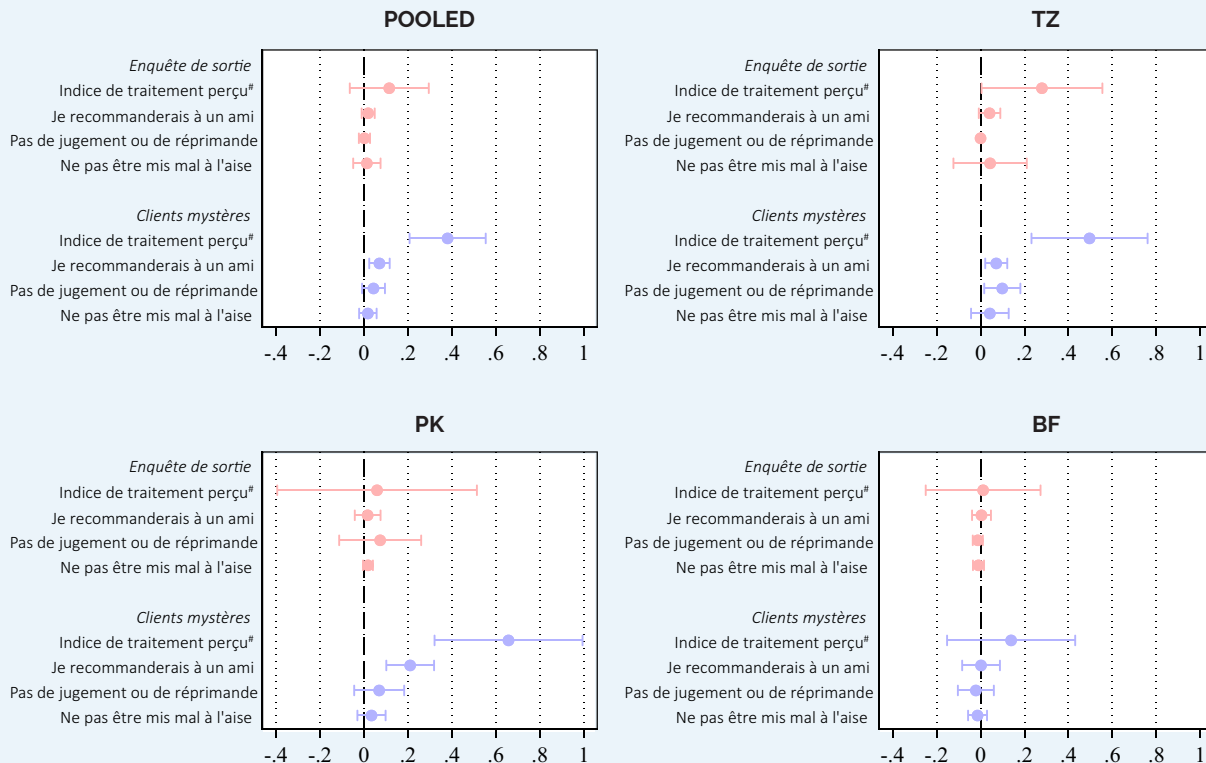 POOLED
Enquête de sortie
Indice de traitement perçu#
Je recommanderais à un ami
Pas de jugement ou de réprimande
Ne pas être mis mal à l'aise
Clients mystères
Indice de traitement perçu#
Je recommanderais à un ami
Pas de jugement ou de réprimande
Ne pas être mis mal à l'aise
-.4 -.2 0 .2 .4 .6 .8 1
TZ
Enquête de sortie
Indice de traitement perçu#
Je recommanderais à un ami
Pas de jugement ou de réprimande
Ne pas être mis mal à l'aise
Clients mystères
Indice de traitement perçu#
Je recommanderais à un ami
Pas de jugement ou de réprimande
Ne pas être mis mal à l'aise
-.4 -.2 0 .2 .4 .6 .8 1
PK
Enquête de sortie
Indice de traitement perçu#
Je recommanderais à un ami
Pas de jugement ou de réprimande
Ne pas être mis mal à l'aise
Clients mystères
Indice de traitement perçu#
Je recommanderais à un ami
Pas de jugement ou de réprimande
Ne pas être mis mal à l'aise
-.4 -.2 0 .2 .4 .6 .8 1
BF
Enquête de sortie
Indice de traitement perçu#
Je recommanderais à un ami
Pas de jugement ou de réprimande
Ne pas être mis mal à l'aise
Clients mystères
Indice de traitement perçu#
Je recommanderais à un ami
Pas de jugement ou de réprimande
Ne pas être mis mal à l'aise
-.4 -.2 0 .2 .4 .6 .8 1